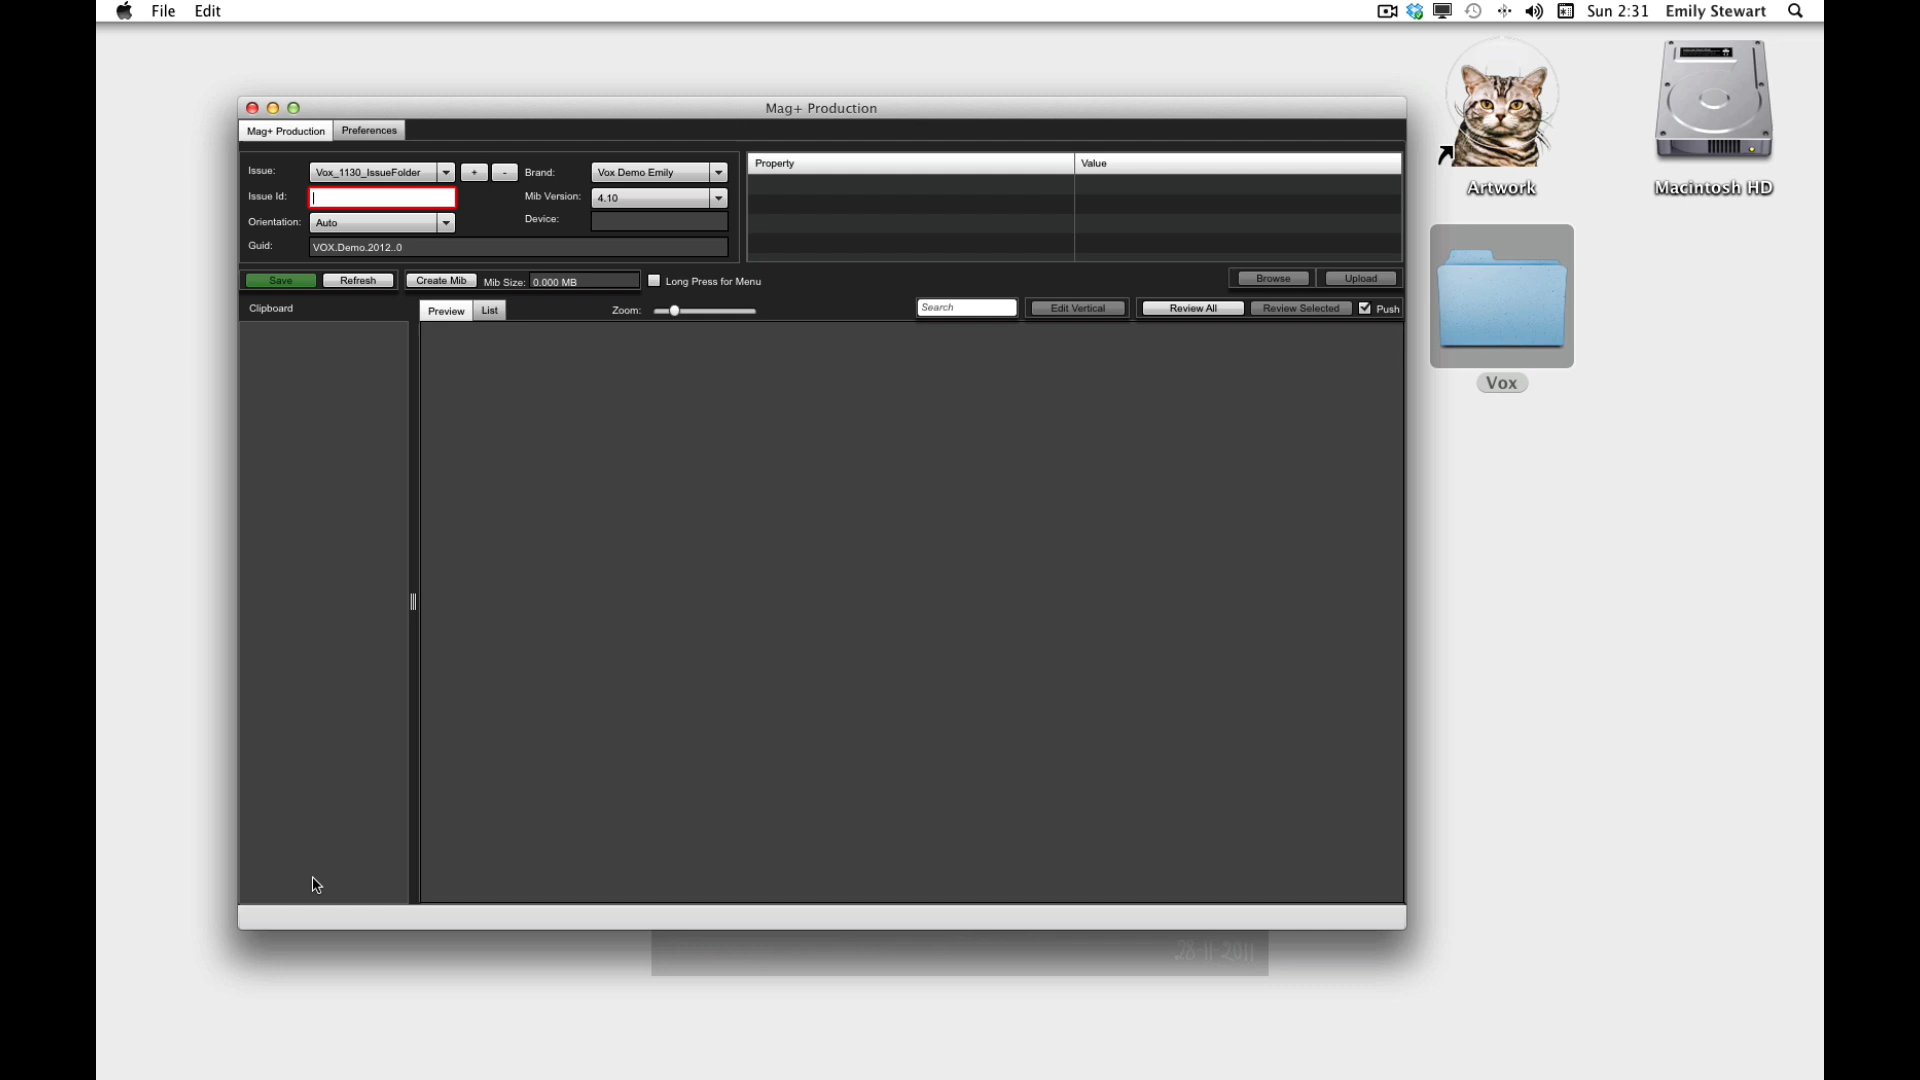 File Edit Sun 2:31 Emily Stewart
Mag+ Production
Mag+ Production Preferences
Issue: Vox_1130_IssueFolder + - Brand: Vox Demo Emily
Issue Id: Mib Version: 4.10
Orientation: Auto Device:
Guid: VOX.Demo.2012..0
Property Value
Save Refresh Create Mib Mib Size: 0.000 MB Long Press for Menu Browse Upload
Clipboard Preview List Zoom: Search Edit Vertical Review All Review Selected Push
Artwork
Macintosh HD
Vox
28-11-2011